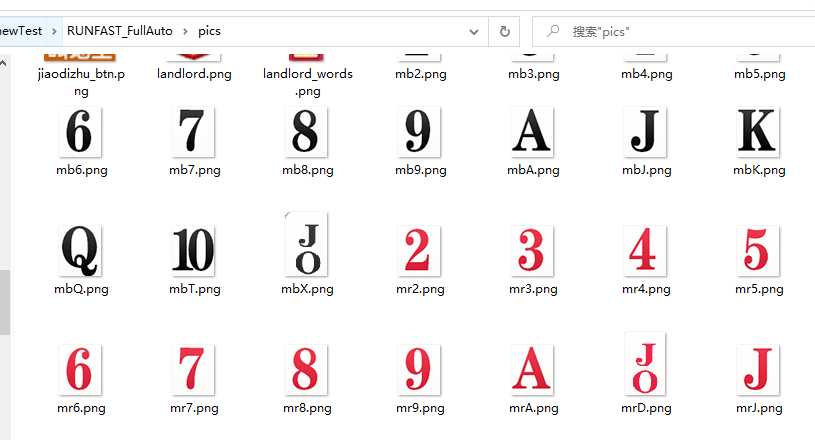 newTest > RUNFAST_FullAuto > pics
搜索"pics"
jiaodizhu_btn.p
ng
landlord.png
landlord_words
.png
mb2.png
mb3.png
mb4.png
mb5.png
6
7
8
9
A
J
K
mb6.png
mb7.png
mb8.png
mb9.png
mbA.png
mbJ.png
mbK.png
Q
10
J
O
2
3
4
5
mbQ.png
mbT.png
mbX.png
mr2.png
mr3.png
mr4.png
mr5.png
6
7
8
9
A
J
O
J
mr6.png
mr7.png
mr8.png
mr9.png
mrA.png
mrD.png
mrJ.png